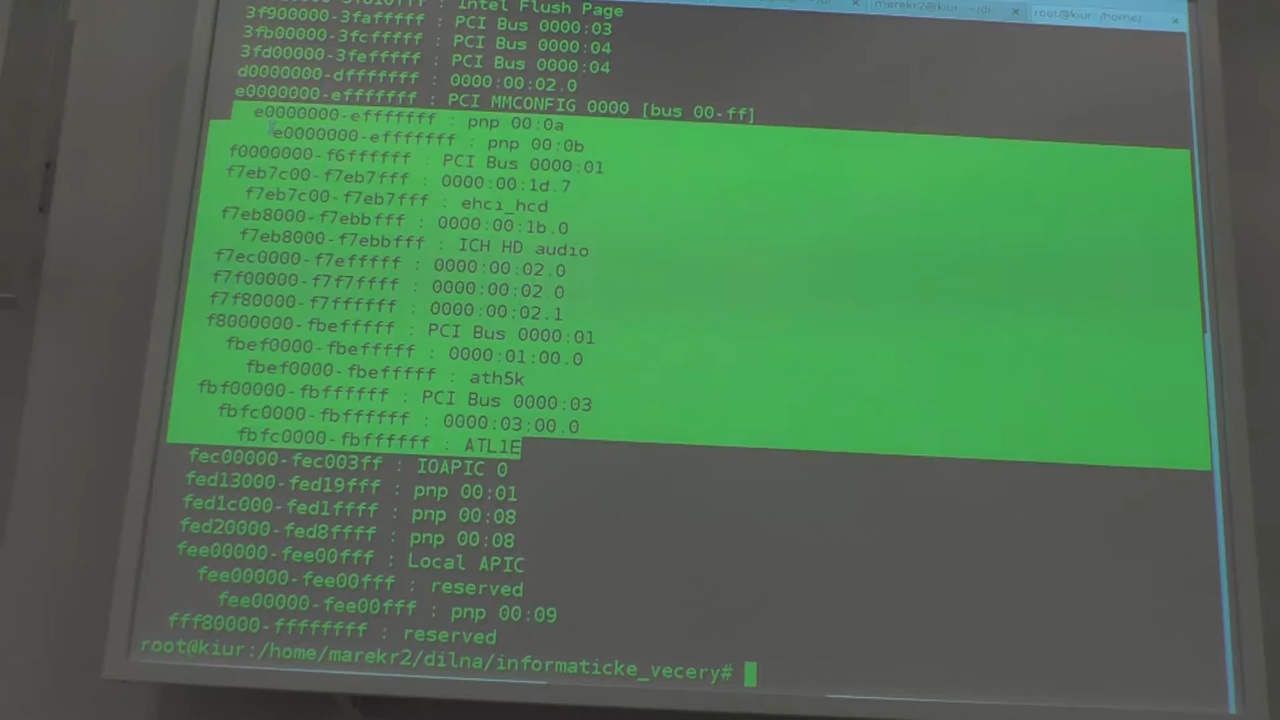 marekr2@kiur: ~/di
root@kiur: /home/
: Intel Flush Page
3f900000-3fafffff : PCI Bus 0000:03
3fb00000-3fcfffff : PCI Bus 0000:04
3fd00000-3fefffff : PCI Bus 0000:04
d0000000-dfffffff : 0000:00:02.0
e0000000-efffffff : PCI MMCONFIG 0000 [bus 00-ff]
e0000000-efffffff : pnp 00:0a
e0000000-efffffff : pnp 00:0b
f0000000-f6ffffff : PCI Bus 0000:01
f7eb7c00-f7eb7fff : 0000:00:1d.7
f7eb7c00-f7eb7fff : ehci_hcd
f7eb8000-f7ebbfff : 0000:00:1b.0
f7eb8000-f7ebbfff : ICH HD audio
f7ec0000-f7efffff : 0000:00:02.0
f7f00000-f7f7ffff : 0000:00:02.0
f7f80000-f7ffffff : 0000:00:02.1
f8000000-fbefffff : PCI Bus 0000:01
fbef0000-fbefffff : 0000:01:00.0
fbef0000-fbefffff : ath5k
fbf00000-fbffffff : PCI Bus 0000:03
fbfc0000-fbffffff : 0000:03:00.0
fbfc0000-fbffffff : ATL1E
fec00000-fec003ff : IOAPIC 0
fed13000-fed19fff : pnp 00:01
fed1c000-fed1ffff : pnp 00:08
fed20000-fed8ffff : pnp 00:08
fee00000-fee00fff : Local APIC
fee00000-fee00fff : reserved
fee00000-fee00fff : pnp 00:09
fff80000-ffffffff : reserved
root@kiur:/home/marekr2/dilna/informaticke_vecery#